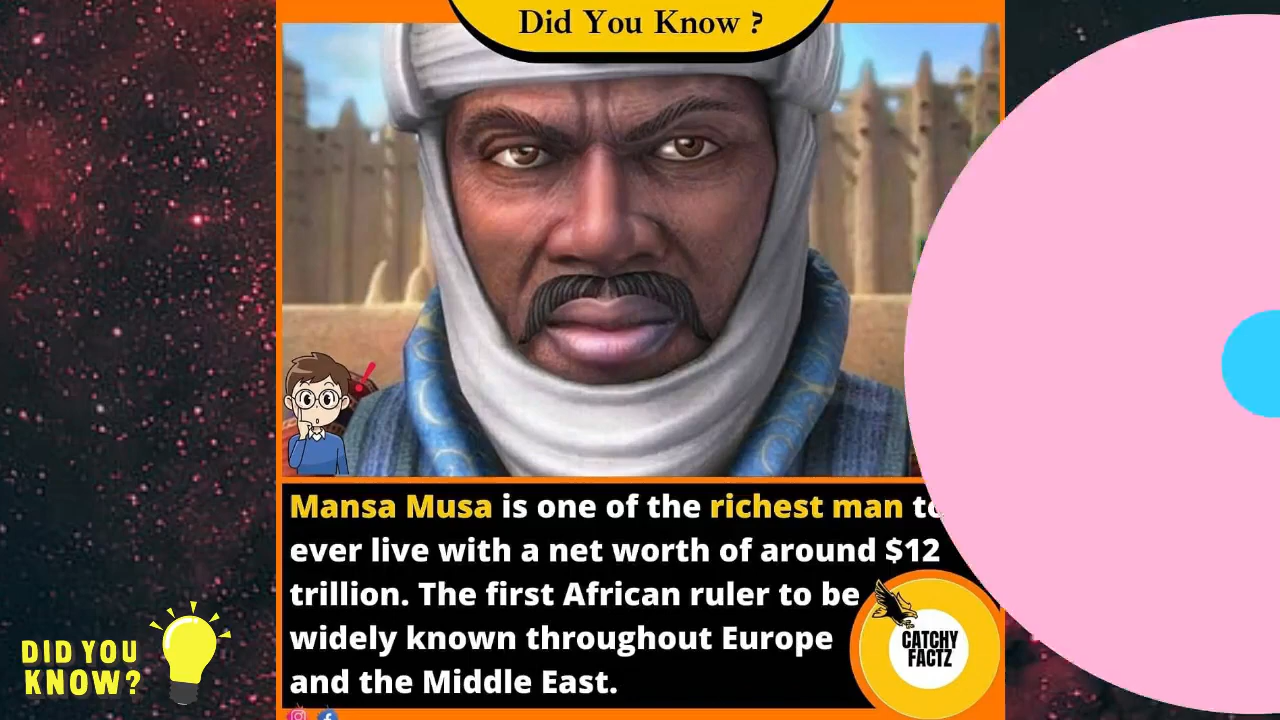 Did You Know ?
Mansa Musa is one of the richest man to
ever live with a net worth of around $12
trillion. The first African ruler to be
widely known throughout Europe
and the Middle East.
CATCHY
FACTZ
DID YOU
KNOW?